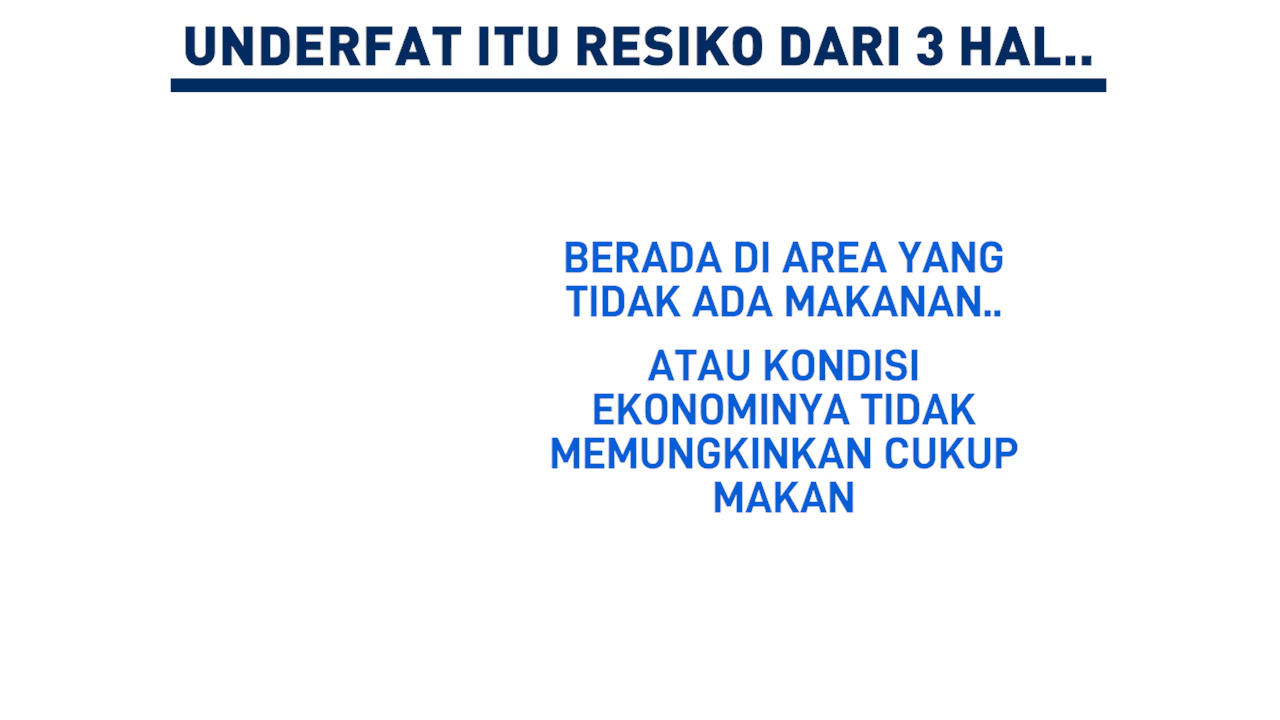 UNDERFAT ITU RESIKO DARI 3 HAL..
BERADA DI AREA YANG
TIDAK ADA MAKANAN..
ATAU KONDISI
EKONOMINYA TIDAK
MEMUNGKINKAN CUKUP
MAKAN